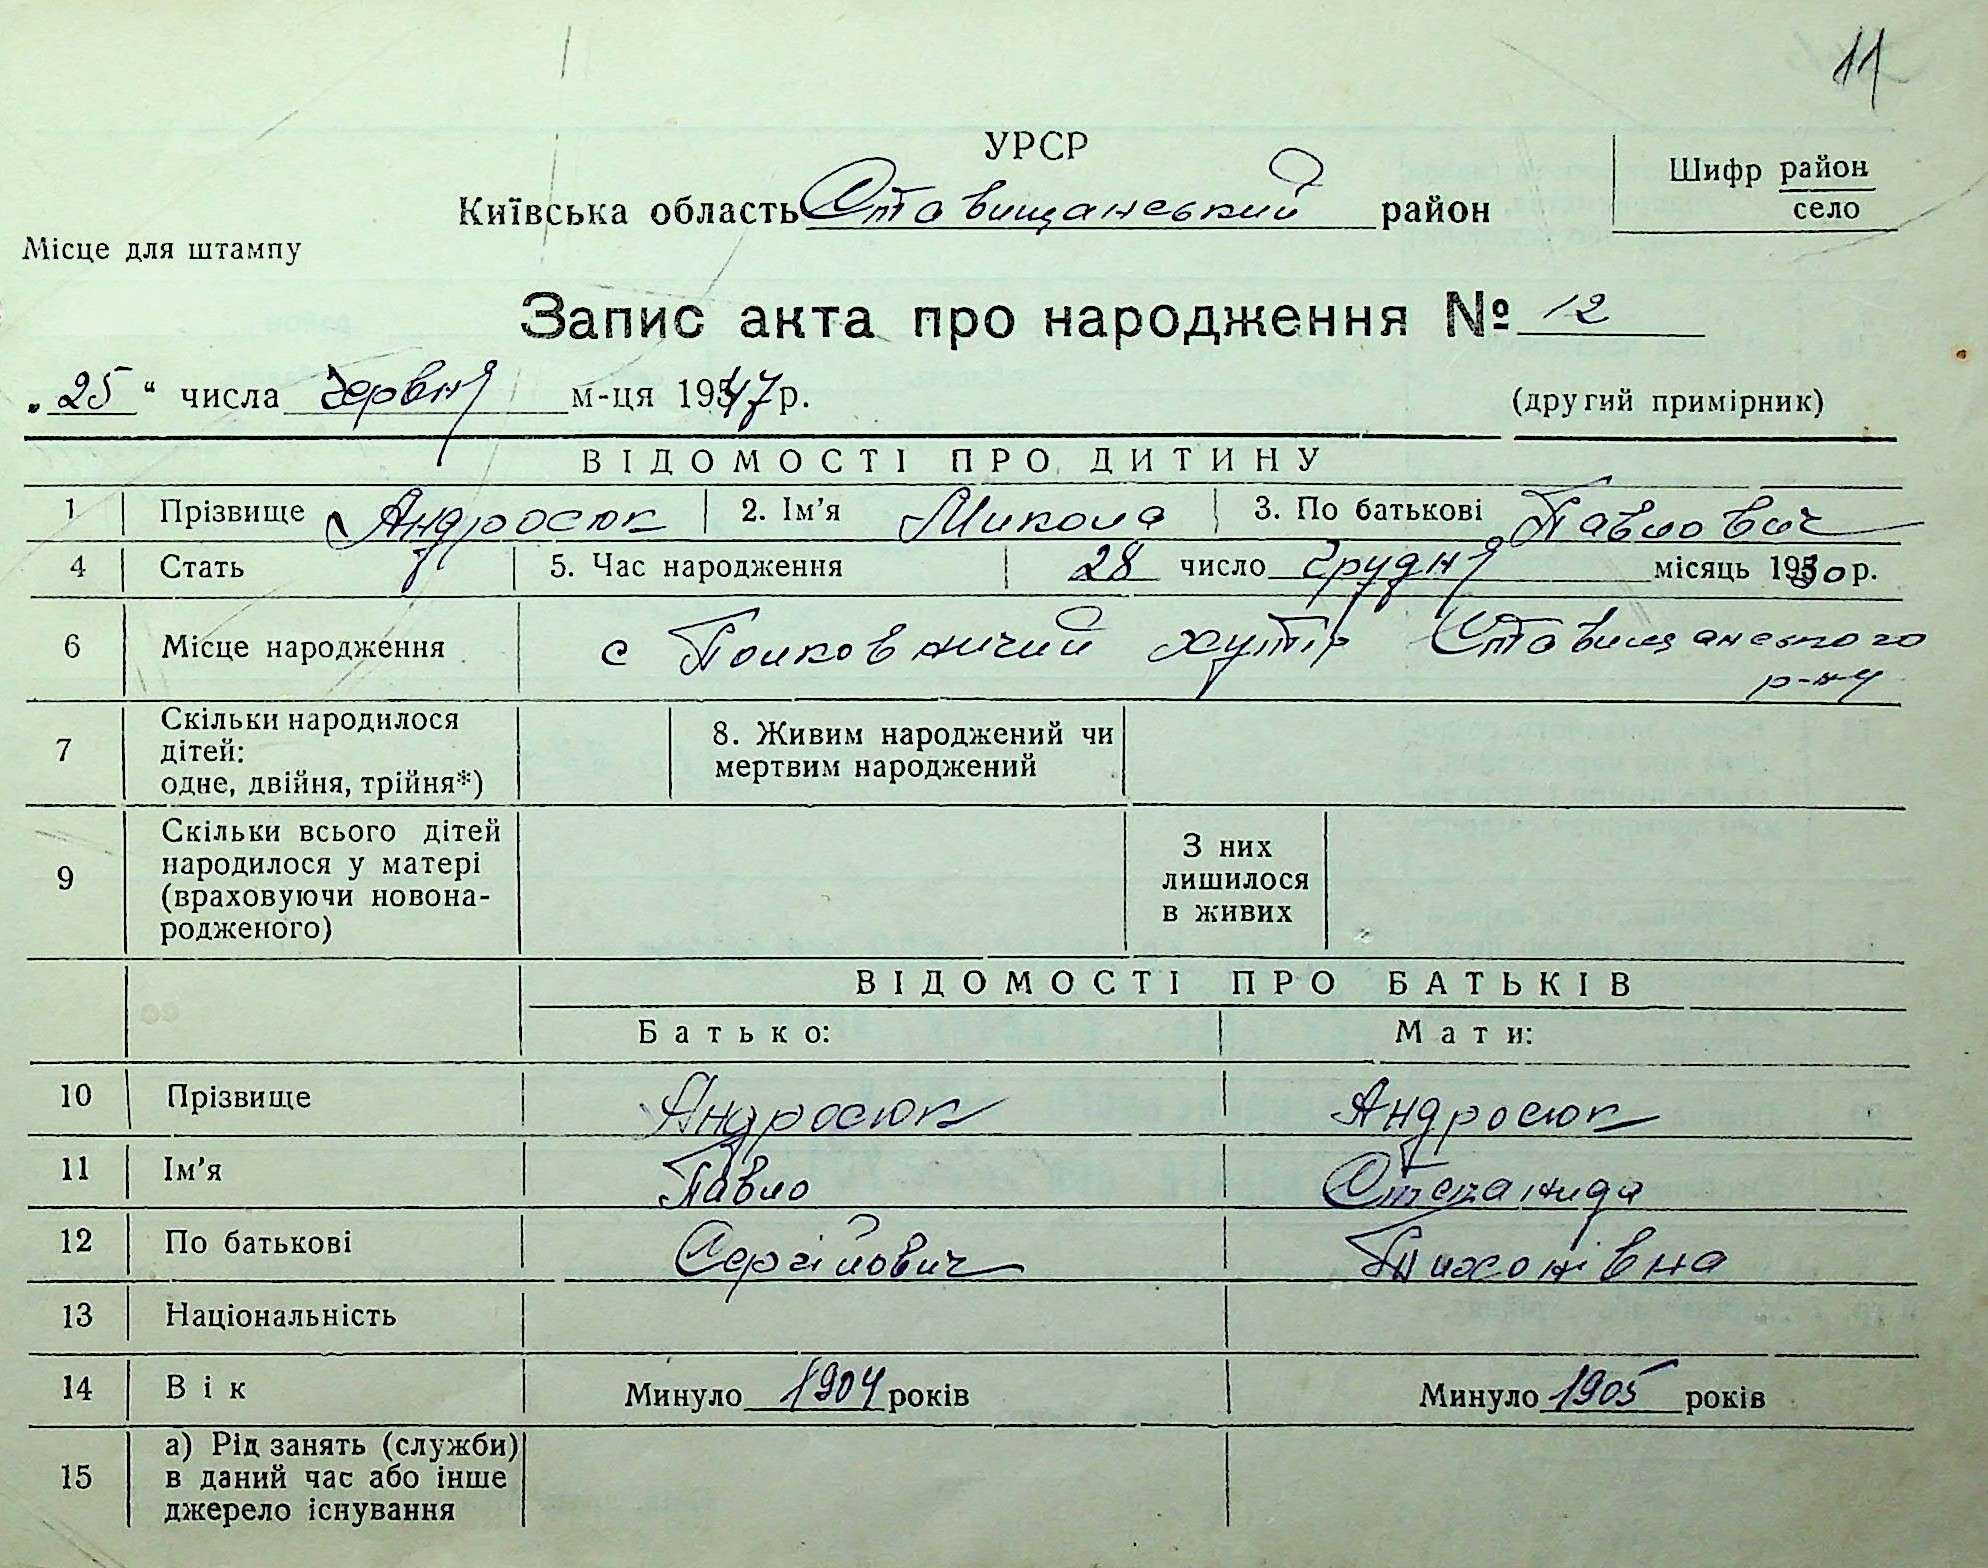 11
УРСР
Шифр район
село
Київська область Ставищанський район
Місце для штампу
Запис акта про народження № 12
„25“ числа червня м-ця 1947 р.
(другий примірник)
ВІДОМОСТІ ПРО ДИТИНУ
1 Прізвище Андросюк 2. Ім'я Микола 3. По батькові Павлович
4 Стать 5. Час народження 28 число грудня місяць 1930 р.
6 Місце народження с Полковничий хутір Ставищанського
р-ну
7 Скільки народилося
дітей:
одне, двійня, трійня*)
8. Живим народжений чи
мертвим народжений
9 Скільки всього дітей
народилося у матері
(враховуючи новона-
родженого)
З них
лишилося
в живих
ВІДОМОСТІ ПРО БАТЬКІВ
Батько: Мати:
10 Прізвище Андросюк Андросюк
11 Ім'я Павло Степанида
12 По батькові Сергійович Тихонівна
13 Національність
14 Вік Минуло 1904 років Минуло 1905 років
15 а) Рід занять (служби)
в даний час або інше
джерело існування